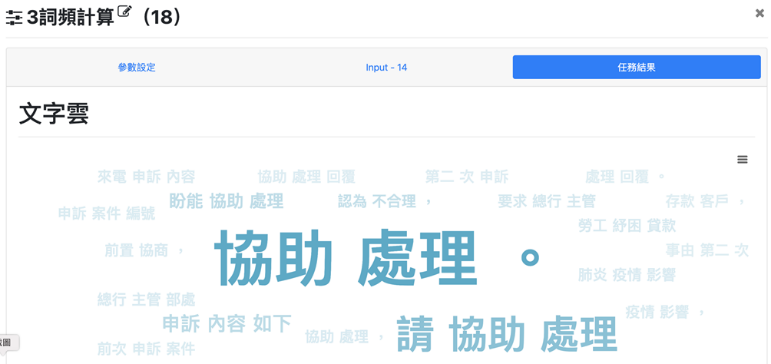 3詞頻計算 (18)
參數設定 Input - 14 任務結果
文字雲
來電 申訴 內容 協助 處理 回覆 第二 次 申訴 處理 回覆 。
盼能 協助 處理 認為 不合理 , 要求 總行 主管 存款 客戶 ,
申訴 案件 編號 勞工 紓困 貸款
前置 協商 , 協助 處理 。 事由 第二 次
肺炎 疫情 影響
總行 主管 部處 疫情 影響 ,
申訴 內容 如下 協助 處理 , 請 協助 處理
前次 申訴 案件